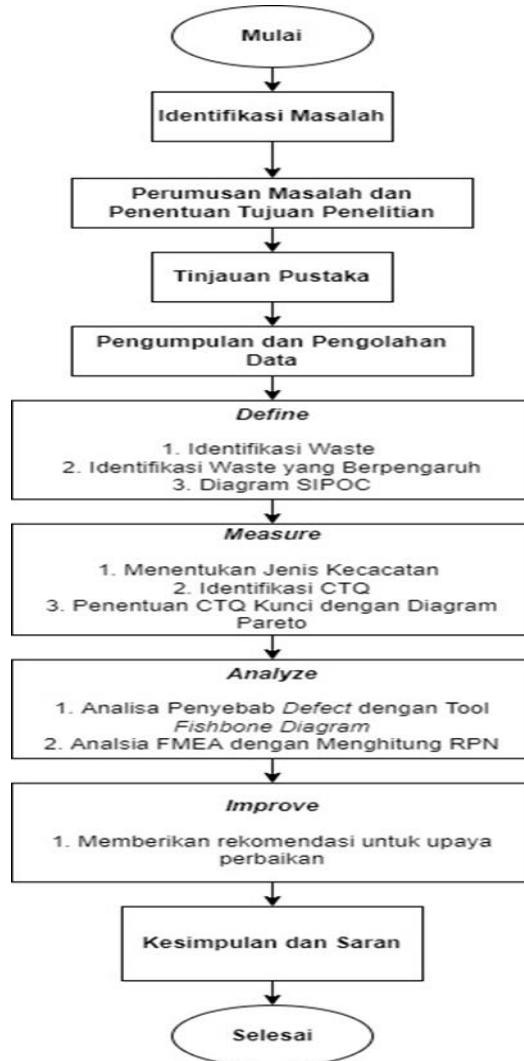 Mulai
Identifikasi Masalah
Perumusan Masalah dan
Penentuan Tujuan Penelitian
Tinjauan Pustaka
Pengumpulan dan Pengolahan
Data
Define
1. Identifikasi Waste
2. Identifikasi Waste yang Berpengaruh
3. Diagram SIPOC
Measure
1. Menentukan Jenis Kecacatan
2. Identifikasi CTQ
3. Penentuan CTQ Kunci dengan Diagram
Pareto
Analyze
1. Analisa Penyebab Defect dengan Tool
Fishbone Diagram
2. Analsia FMEA dengan Menghitung RPN
Improve
1. Memberikan rekomendasi untuk upaya
perbaikan
Kesimpulan dan Saran
Selesai